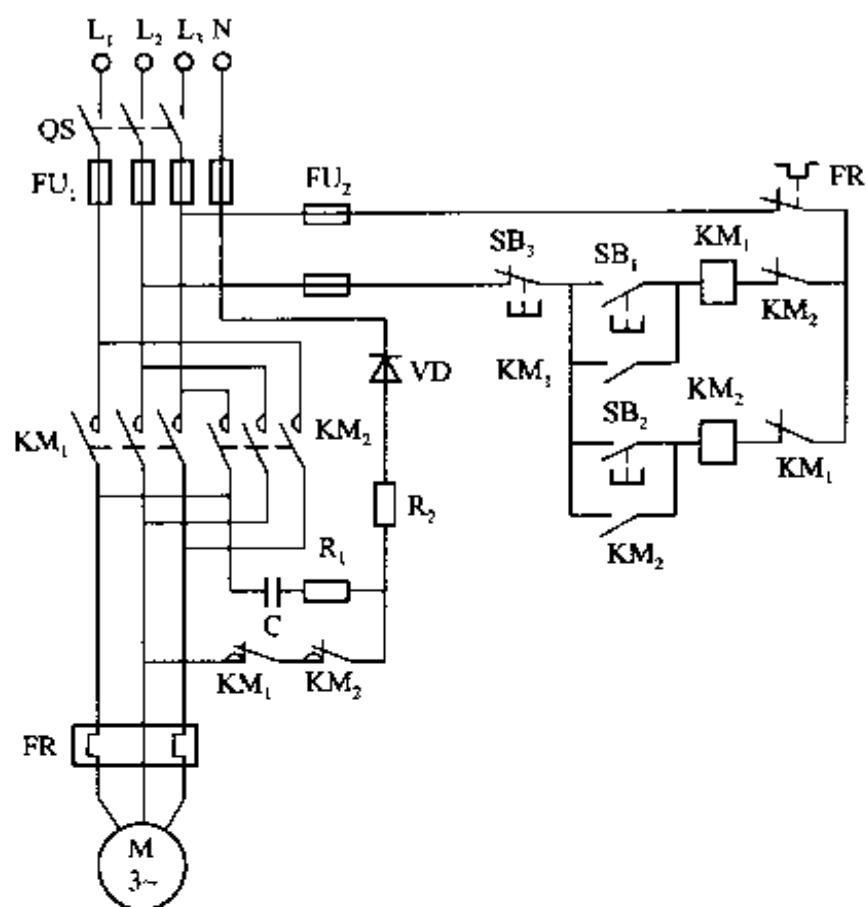 L₁ L₂ L₃ N
QS
FU₁
FU₂
FR
SB₃
SB₁
KM₁
KM₂
VD
KM₁
KM₂
KM₁
KM₂
SB₂
KM₁
R₂
KM₂
R₁
C
KM₁
KM₂
FR
M
3~